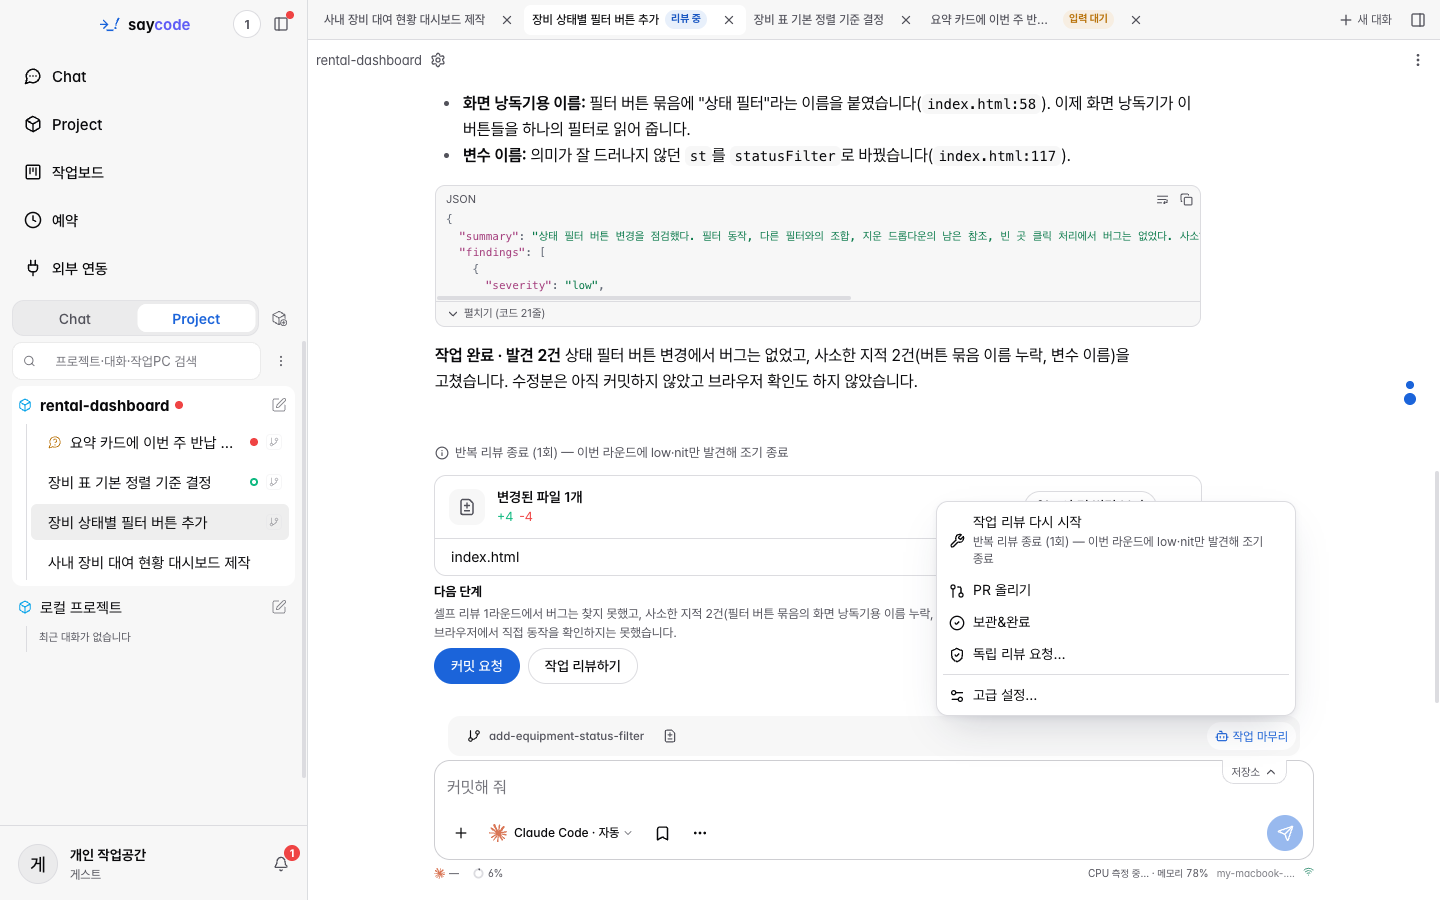 saycode
1
Chat
Project
작업보드
예약
외부 연동
Chat
Project
프로젝트·대화·작업PC 검색
rental-dashboard
요약 카드에 이번 주 반납 ...
장비 표 기본 정렬 기준 결정
장비 상태별 필터 버튼 추가
사내 장비 대여 현황 대시보드 제작
로컬 프로젝트
최근 대화가 없습니다
게
개인 작업공간
게스트
1
사내 장비 대여 현황 대시보드 제작
장비 상태별 필터 버튼 추가 리뷰 중
장비 표 기본 정렬 기준 결정
요약 카드에 이번 주 반... 입력 대기
새 대화
rental-dashboard
화면 낭독기용 이름: 필터 버튼 묶음에 "상태 필터"라는 이름을 붙였습니다( index.html:58 ). 이제 화면 낭독기가 이
버튼들을 하나의 필터로 읽어 줍니다.
변수 이름: 의미가 잘 드러나지 않던 st 를 statusFilter 로 바꿨습니다( index.html:117 ).
JSON
{
"summary": "상태 필터 버튼 변경을 점검했다. 필터 동작, 다른 필터와의 조합, 지운 드롭다운의 남은 참조, 빈 곳 클릭 처리에서 버그는 없었다. 사소
"findings": [
{
"severity": "low",
펼치기 (코드 21줄)
작업 완료 · 발견 2건 상태 필터 버튼 변경에서 버그는 없었고, 사소한 지적 2건(버튼 묶음 이름 누락, 변수 이름)을
고쳤습니다. 수정분은 아직 커밋하지 않았고 브라우저 확인도 하지 않았습니다.
반복 리뷰 종료 (1회) — 이번 라운드에 low·nit만 발견해 조기 종료
변경된 파일 1개
+4 -4
index.html
다음 단계
셀프 리뷰 1라운드에서 버그는 찾지 못했고, 사소한 지적 2건(필터 버튼 묶음의 화면 낭독기용 이름 누락,
브라우저에서 직접 동작을 확인하지는 못했습니다.
커밋 요청
작업 리뷰하기
작업 리뷰 다시 시작
반복 리뷰 종료 (1회) — 이번 라운드에 low·nit만 발견해 조기
종료
PR 올리기
보관&완료
독립 리뷰 요청...
고급 설정...
add-equipment-status-filter
작업 마무리
저장소
커밋해 줘
Claude Code · 자동
—
6%
CPU 측정 중... · 메모리 78%
my-macbook-....